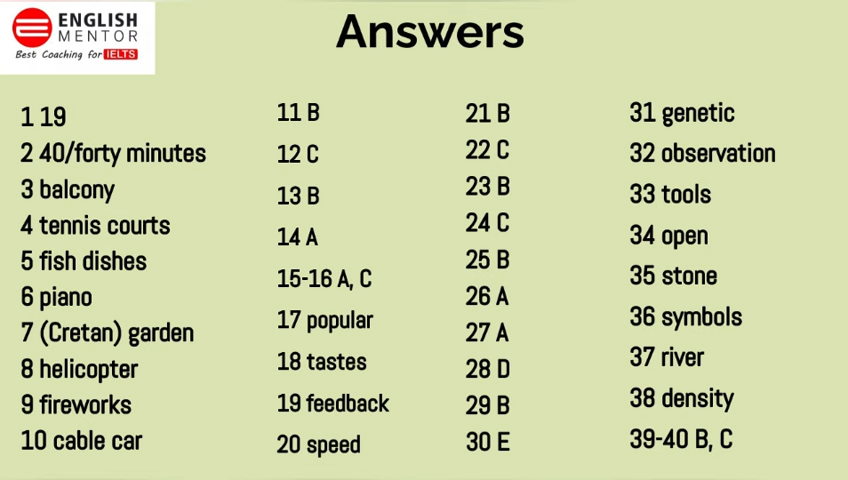 ENGLISH
MENTOR
Best Coaching for IELTS
Answers
1 19
2 40/forty minutes
3 balcony
4 tennis courts
5 fish dishes
6 piano
7 (Cretan) garden
8 helicopter
9 fireworks
10 cable car
11 B
12 C
13 B
14 A
15-16 A, C
17 popular
18 tastes
19 feedback
20 speed
21 B
22 C
23 B
24 C
25 B
26 A
27 A
28 D
29 B
30 E
31 genetic
32 observation
33 tools
34 open
35 stone
36 symbols
37 river
38 density
39-40 B, C